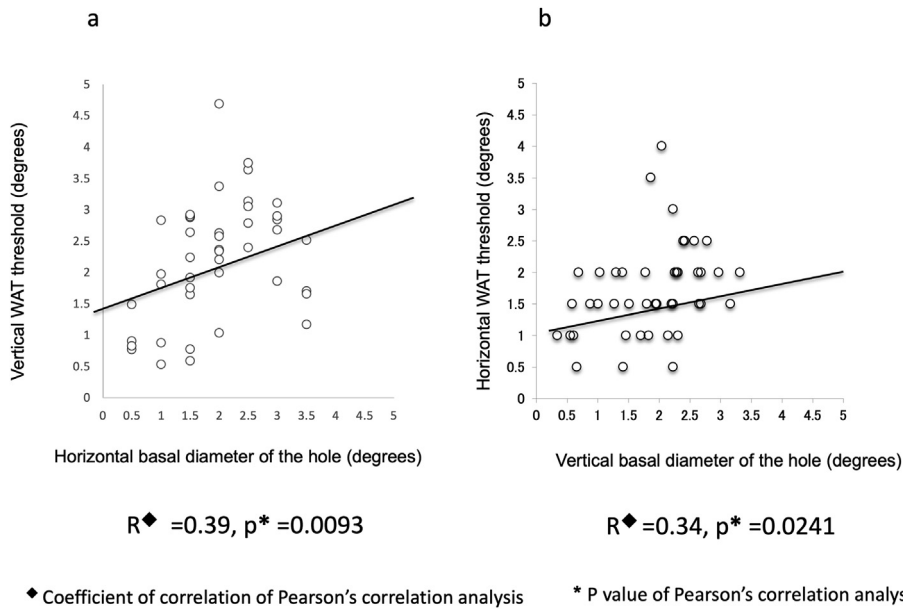 a
b
5
4.5
4
3.5
3
2.5
2
1.5
1
0.5
0
0 0.5 1 1.5 2 2.5 3 3.5 4 4.5 5
Vertical WAT threshold (degrees)
Horizontal basal diameter of the hole (degrees)
5
4.5
4
3.5
3
2.5
2
1.5
1
0.5
0
0 0.5 1 1.5 2 2.5 3 3.5 4 4.5 5
Horizontal WAT threshold (degrees)
Vertical basal diameter of the hole (degrees)
R◆ =0.39, p* =0.0093
R◆ =0.34, p* =0.0241
◆ Coefficient of correlation of Pearson’s correlation analysis
* P value of Pearson’s correlation analys